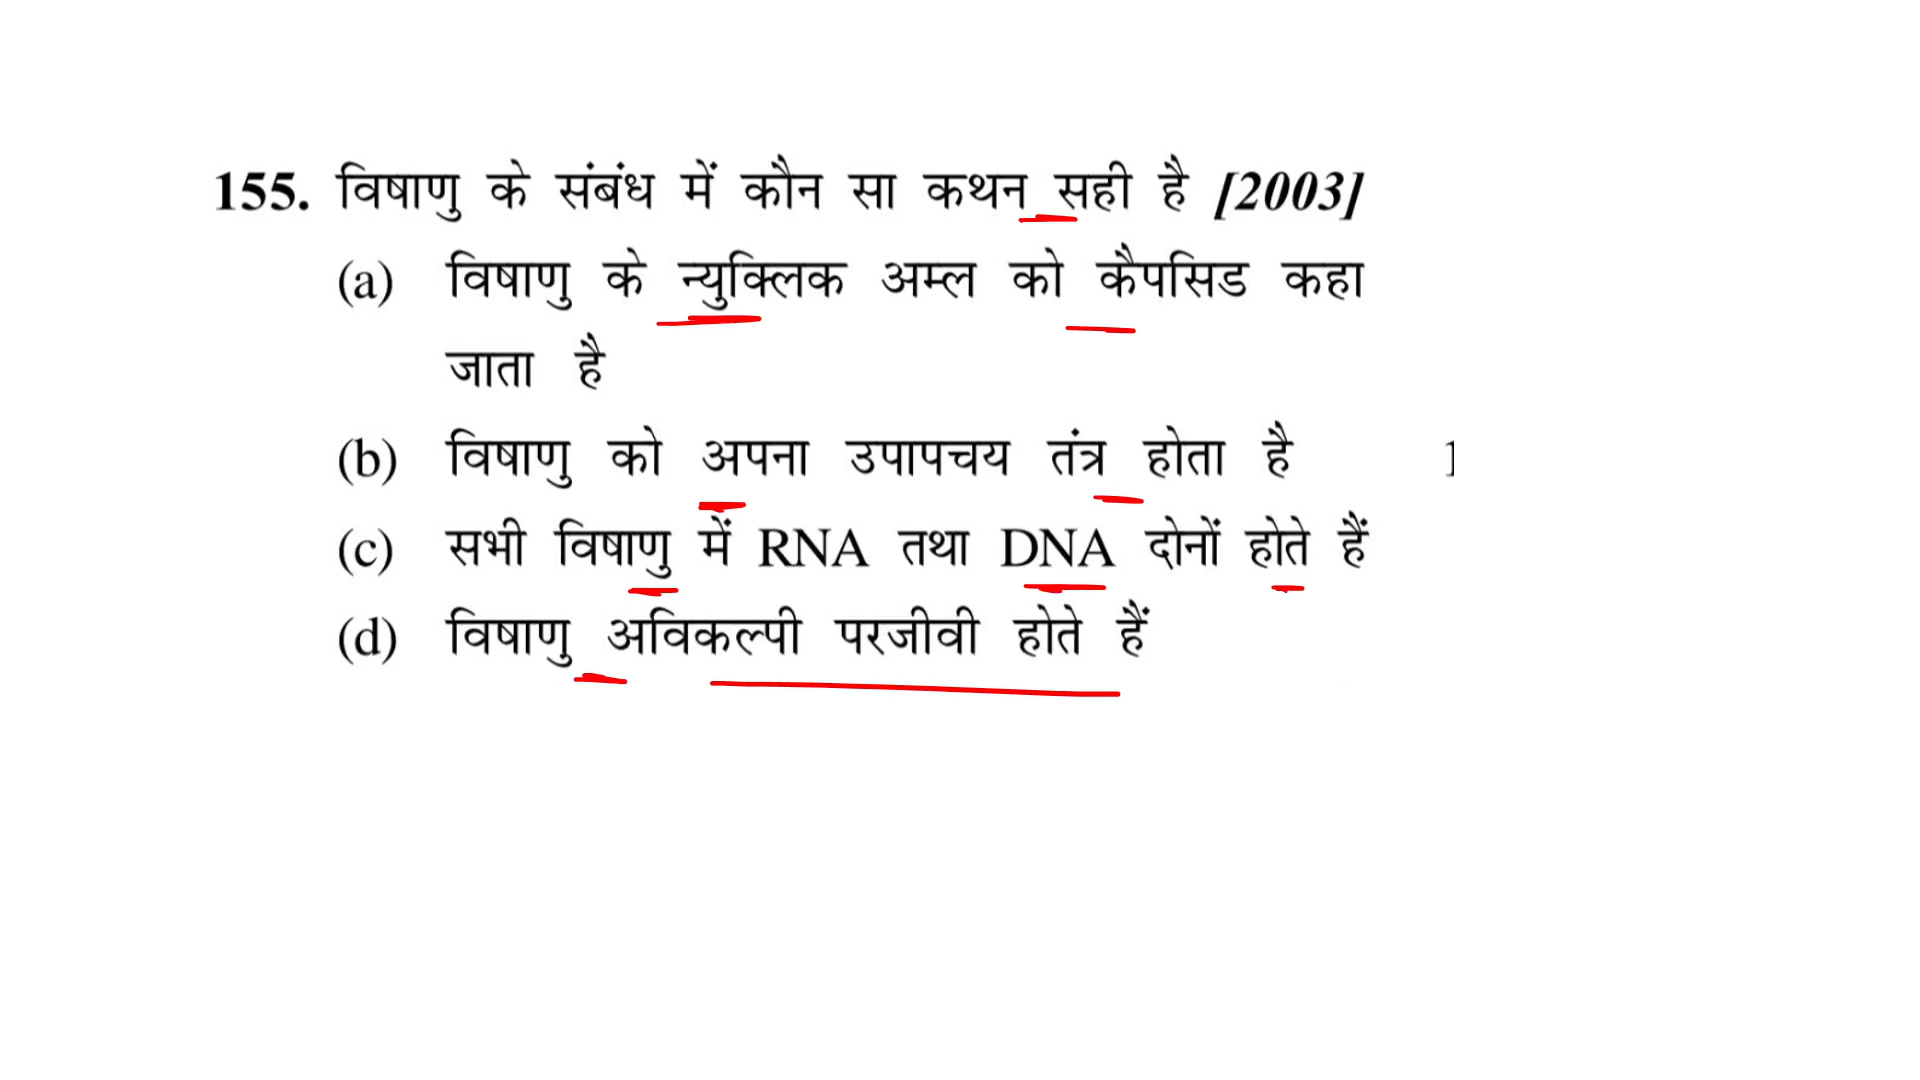 155. विषाणु के संबंध में कौन सा कथन सही है [2003]
(a) विषाणु के न्युक्लिक अम्ल को कैपसिड कहा
जाता है
(b) विषाणु को अपना उपापचय तंत्र होता है
(c) सभी विषाणु में RNA तथा DNA दोनों होते हैं
(d) विषाणु अविकल्पी परजीवी होते हैं